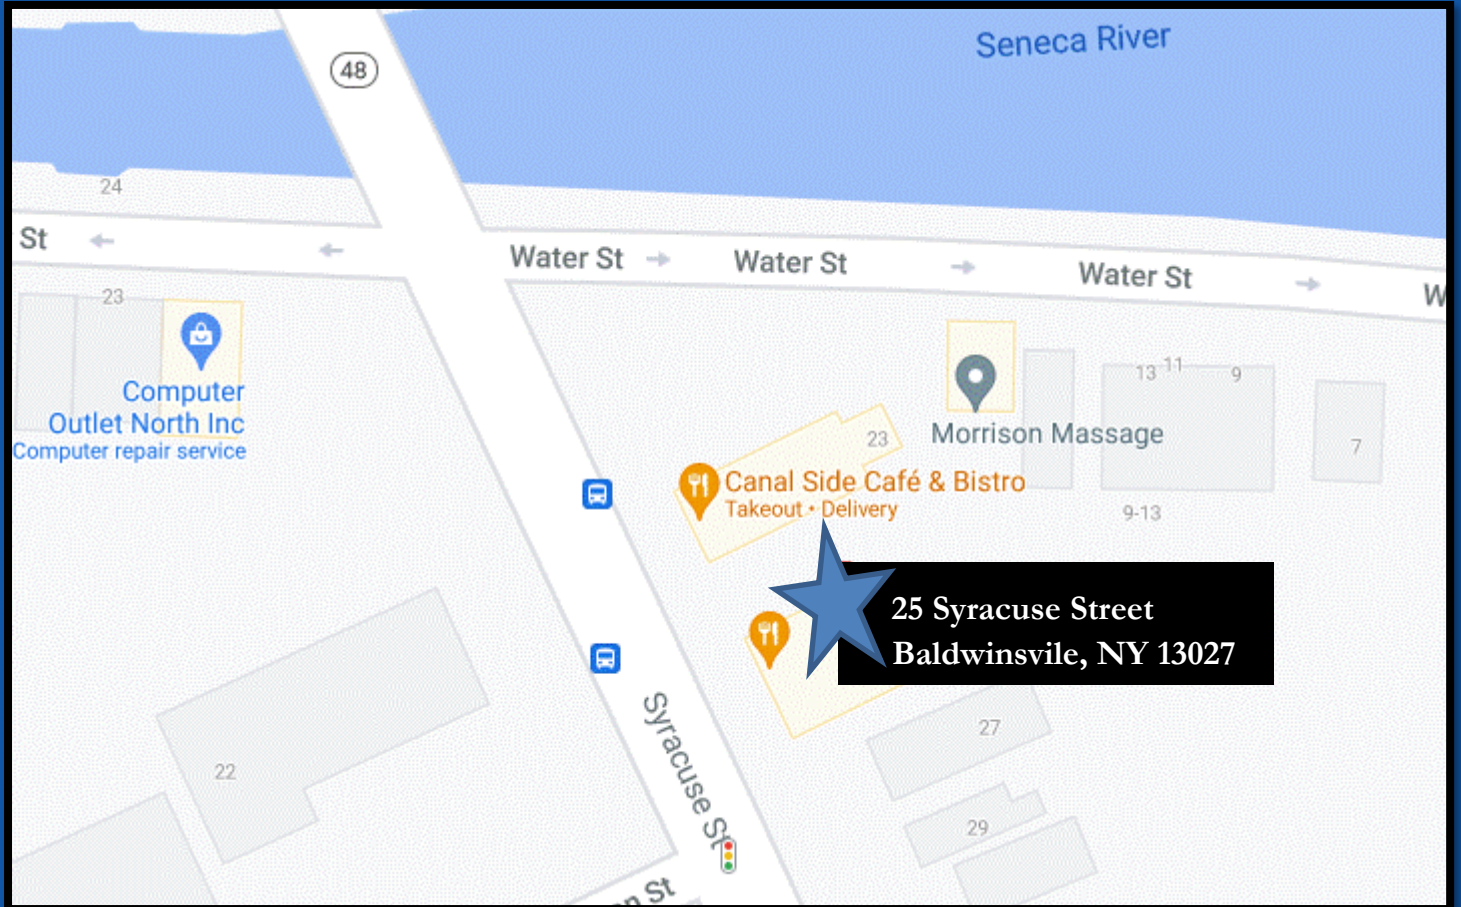 Seneca River
48
24
St
Water St
Water St
Water St
W
23
Computer
Outlet North Inc
Computer repair service
13
11
9
7
23
Morrison Massage
Canal Side Café & Bistro
Takeout • Delivery
9-13
25 Syracuse Street
Baldwinsvile, NY 13027
Syracuse St
27
22
29
n St